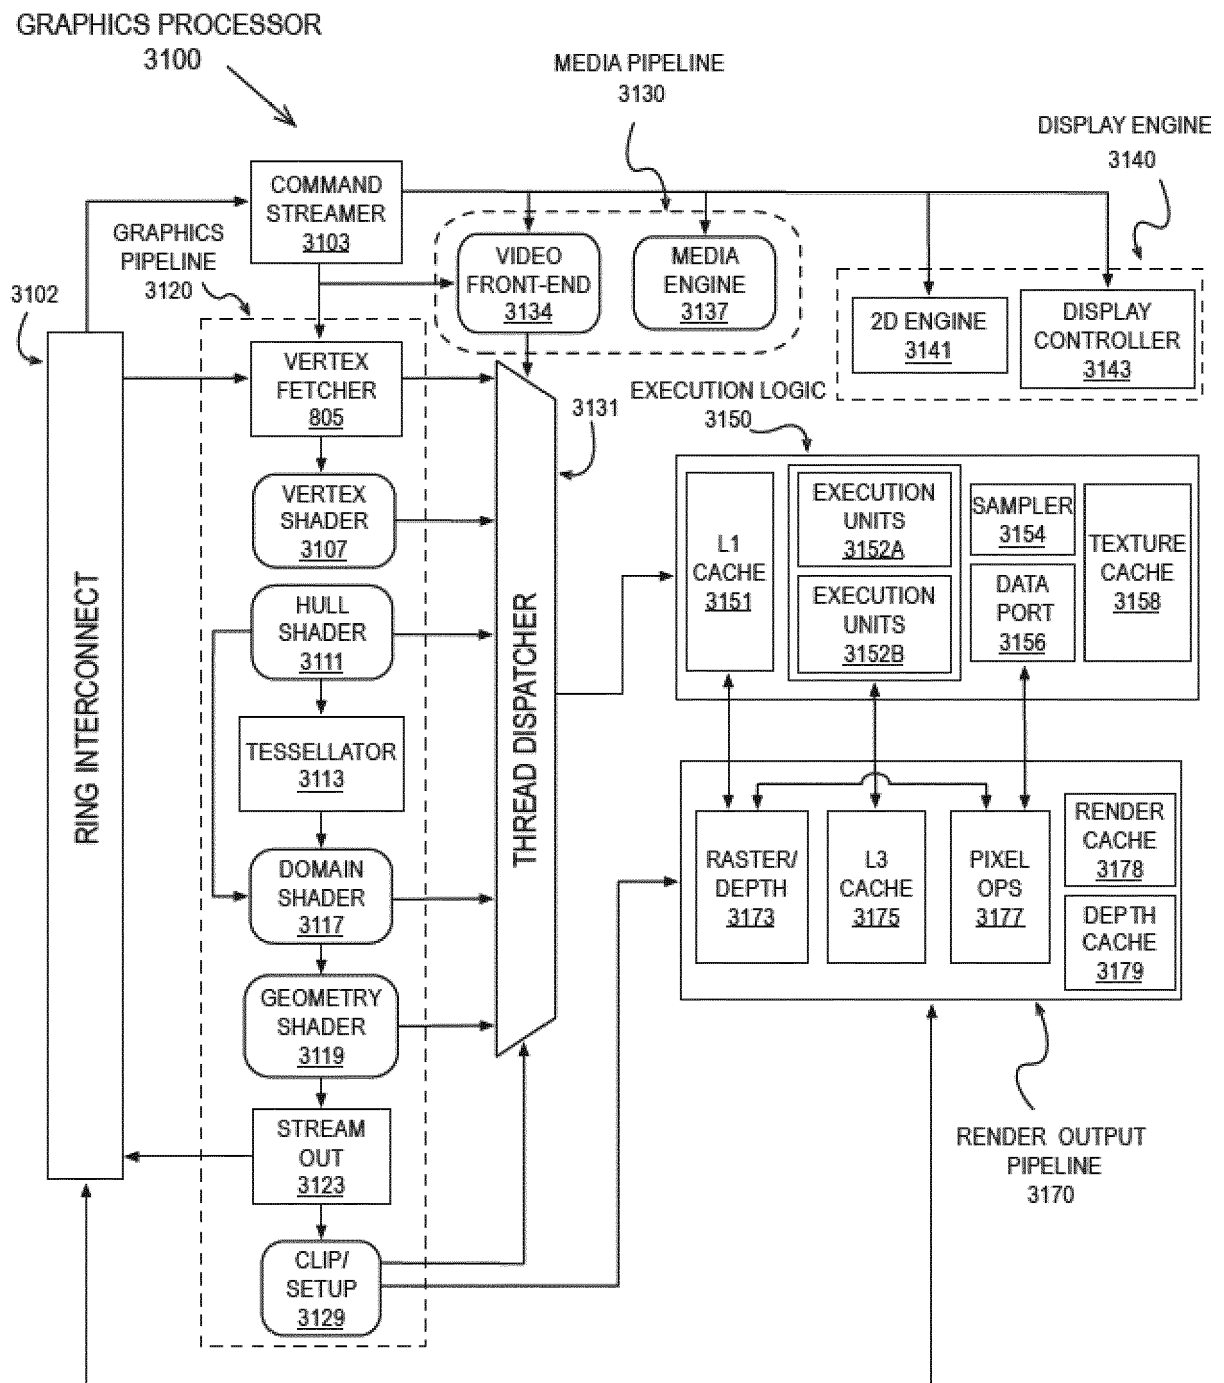 GRAPHICS PROCESSOR
3100
MEDIA PIPELINE
3130
DISPLAY ENGINE
3140
COMMAND
STREAMER
3103
GRAPHICS
PIPELINE
3120
VIDEO
FRONT-END
3134
MEDIA
ENGINE
3137
2D ENGINE
3141
DISPLAY
CONTROLLER
3143
3102
RING INTERCONNECT
VERTEX
FETCHER
805
VERTEX
SHADER
3107
HULL
SHADER
3111
TESSELLATOR
3113
DOMAIN
SHADER
3117
GEOMETRY
SHADER
3119
STREAM
OUT
3123
CLIP/
SETUP
3129
3131
THREAD DISPATCHER
EXECUTION LOGIC
3150
L1
CACHE
3151
EXECUTION
UNITS
3152A
EXECUTION
UNITS
3152B
SAMPLER
3154
DATA
PORT
3156
TEXTURE
CACHE
3158
RASTER/
DEPTH
3173
L3
CACHE
3175
PIXEL
OPS
3177
RENDER
CACHE
3178
DEPTH
CACHE
3179
RENDER OUTPUT
PIPELINE
3170